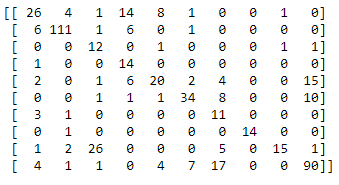 [[ 26 4 1 14 8 1 0 0 1 0]
[ 6 111 1 6 0 1 0 0 0 0]
[ 0 0 12 0 1 0 0 0 1 1]
[ 1 0 0 14 0 0 0 0 0 0]
[ 2 0 1 6 20 2 4 0 0 15]
[ 0 0 1 1 1 34 8 0 0 10]
[ 3 1 0 0 0 0 11 0 0 0]
[ 0 1 0 0 0 0 0 14 0 0]
[ 1 2 26 0 0 0 5 0 15 1]
[ 4 1 1 0 4 7 17 0 0 90]]